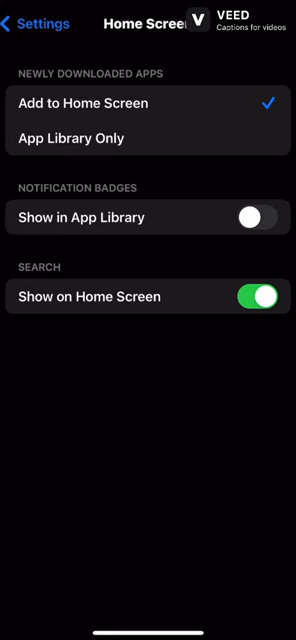 Settings
Home Screen
VEED
Captions for videos
NEWLY DOWNLOADED APPS
Add to Home Screen
App Library Only
NOTIFICATION BADGES
Show in App Library
SEARCH
Show on Home Screen